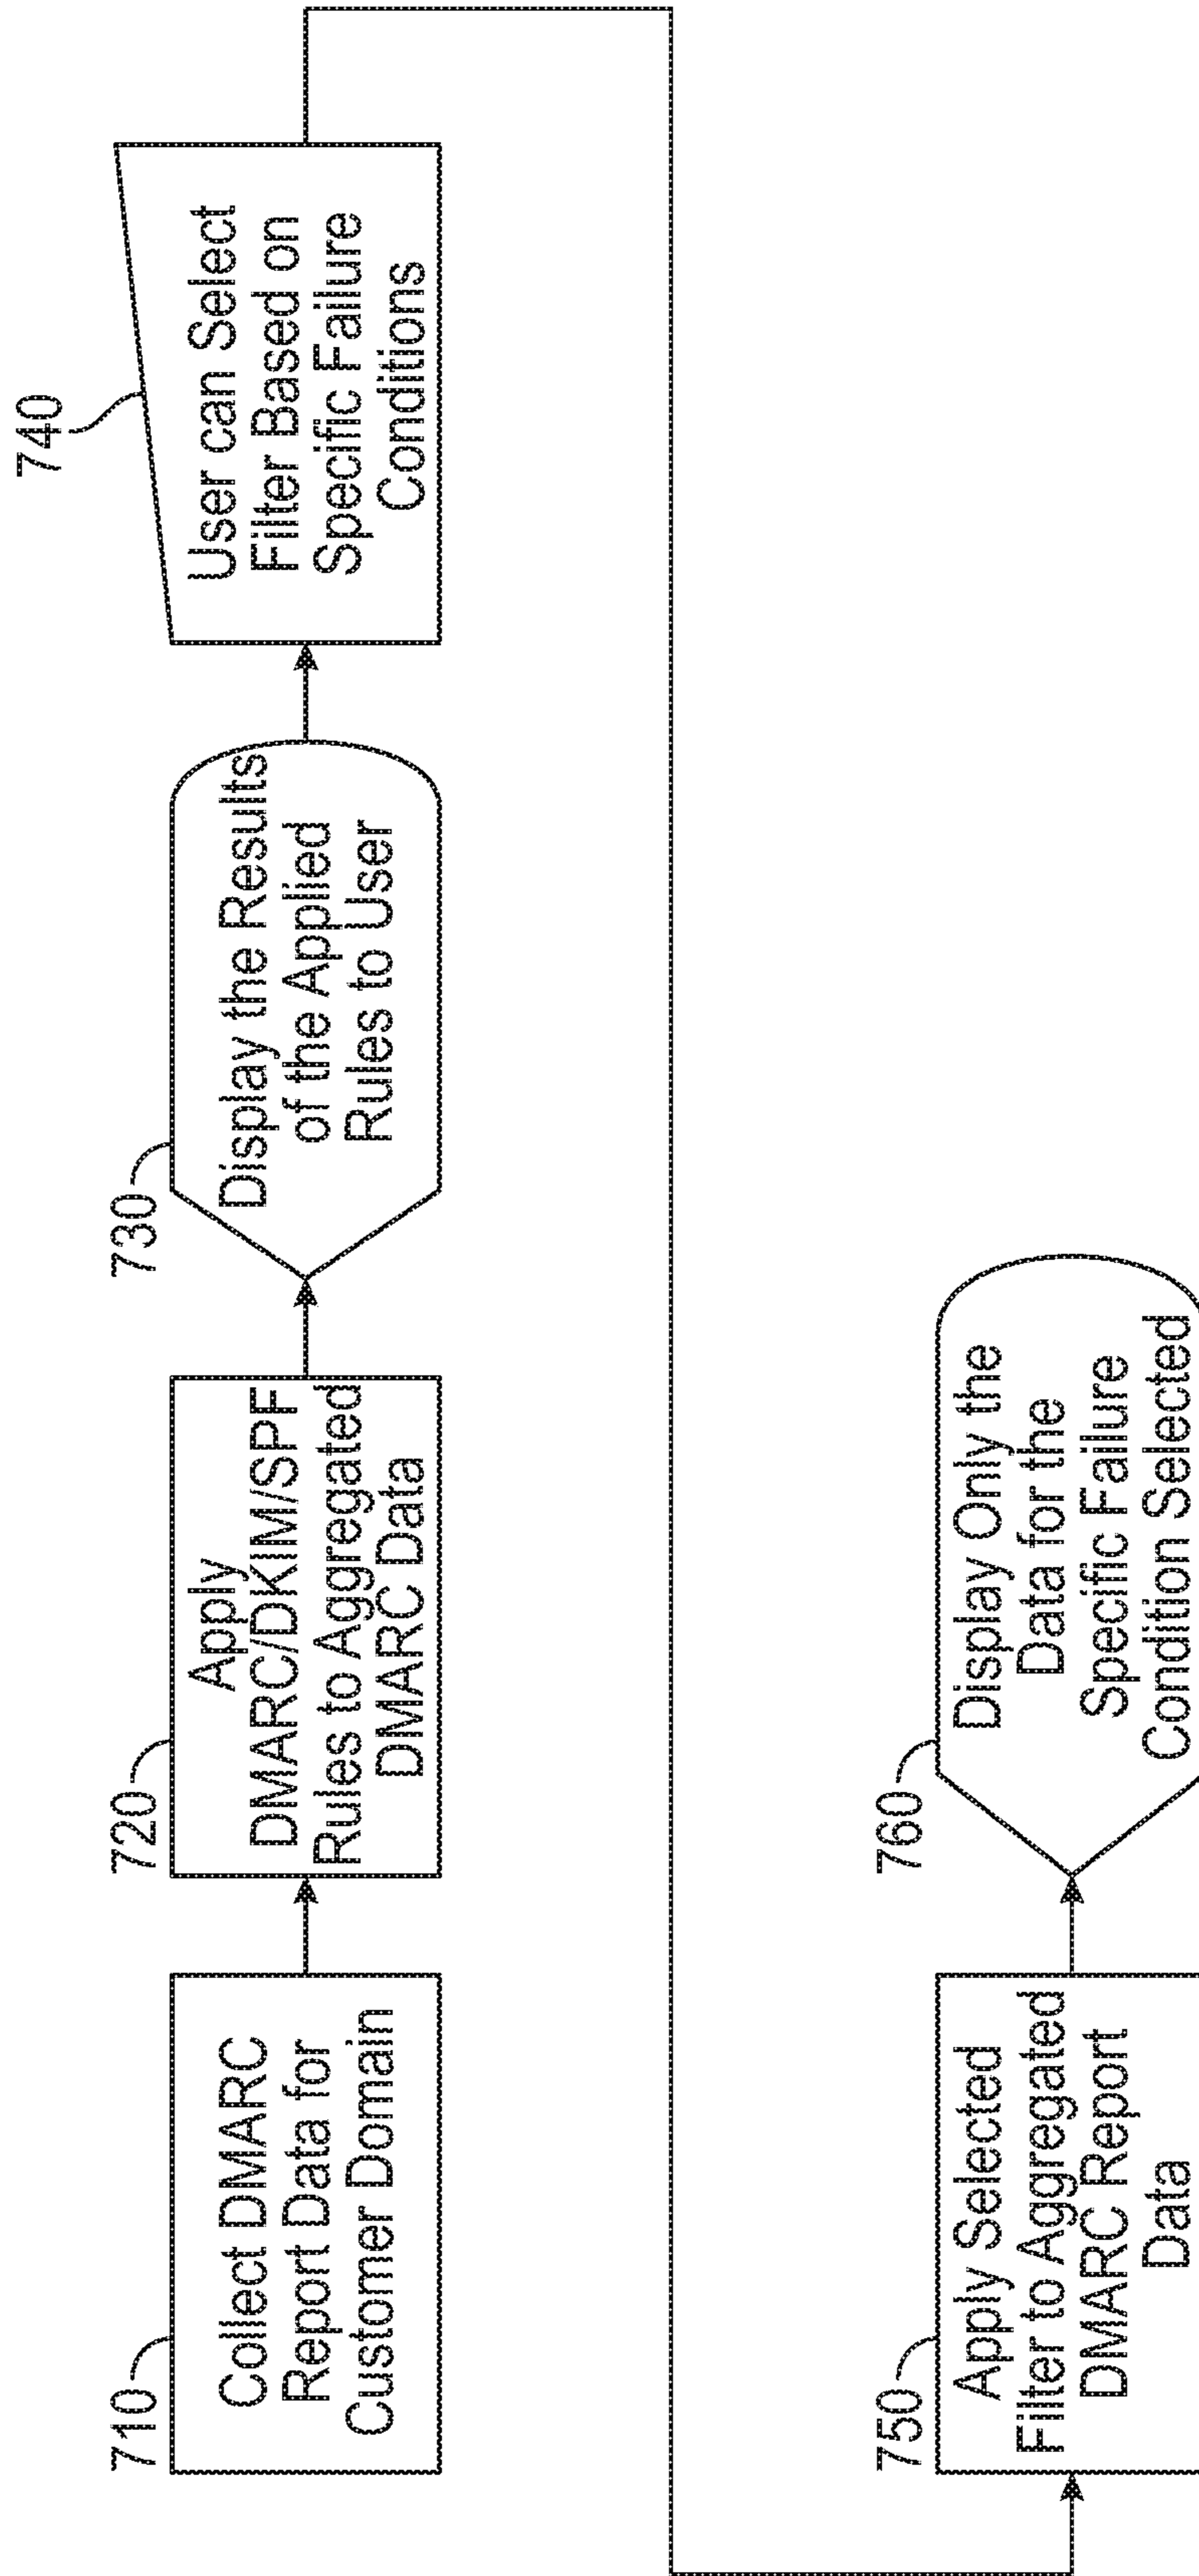 710
Collect DMARC
Report Data for
Customer Domain
720
Apply
DMARC/DKIM/SPF
Rules to Aggregated
DMARC Data
730
Display the Results
of the Applied
Rules to User
740
User can Select
Filter Based on
Specific Failure
Conditions
750
Apply Selected
Filter to Aggregated
DMARC Report
Data
760
Display Only the
Data for the
Specific Failure
Condition Selected